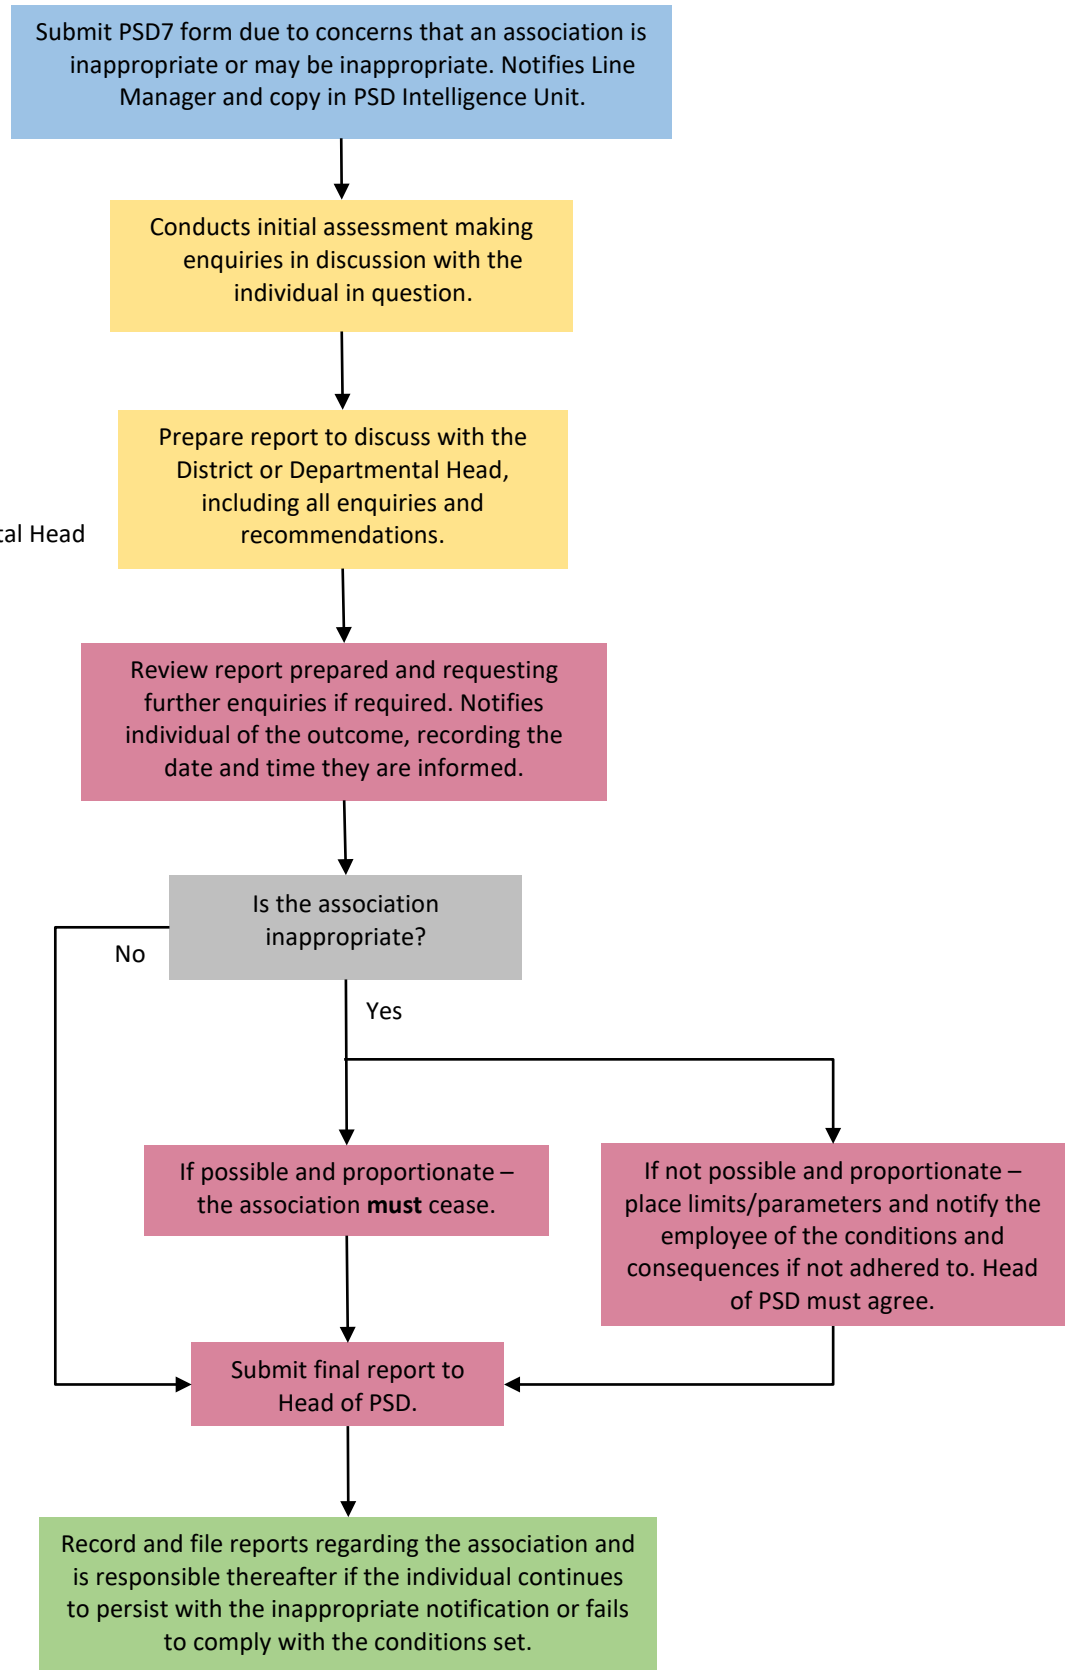 Submit PSD7 form due to concerns that an association is
inappropriate or may be inappropriate. Notifies Line
Manager and copy in PSD Intelligence Unit.
Conducts initial assessment making
enquiries in discussion with the
individual in question.
Prepare report to discuss with the
District or Departmental Head,
including all enquiries and
recommendations.
tal Head
Review report prepared and requesting
further enquiries if required. Notifies
individual of the outcome, recording the
date and time they are informed.
Is the association
inappropriate?
No
Yes
If possible and proportionate –
the association must cease.
If not possible and proportionate –
place limits/parameters and notify the
employee of the conditions and
consequences if not adhered to. Head
of PSD must agree.
Submit final report to
Head of PSD.
Record and file reports regarding the association and
is responsible thereafter if the individual continues
to persist with the inappropriate notification or fails
to comply with the conditions set.